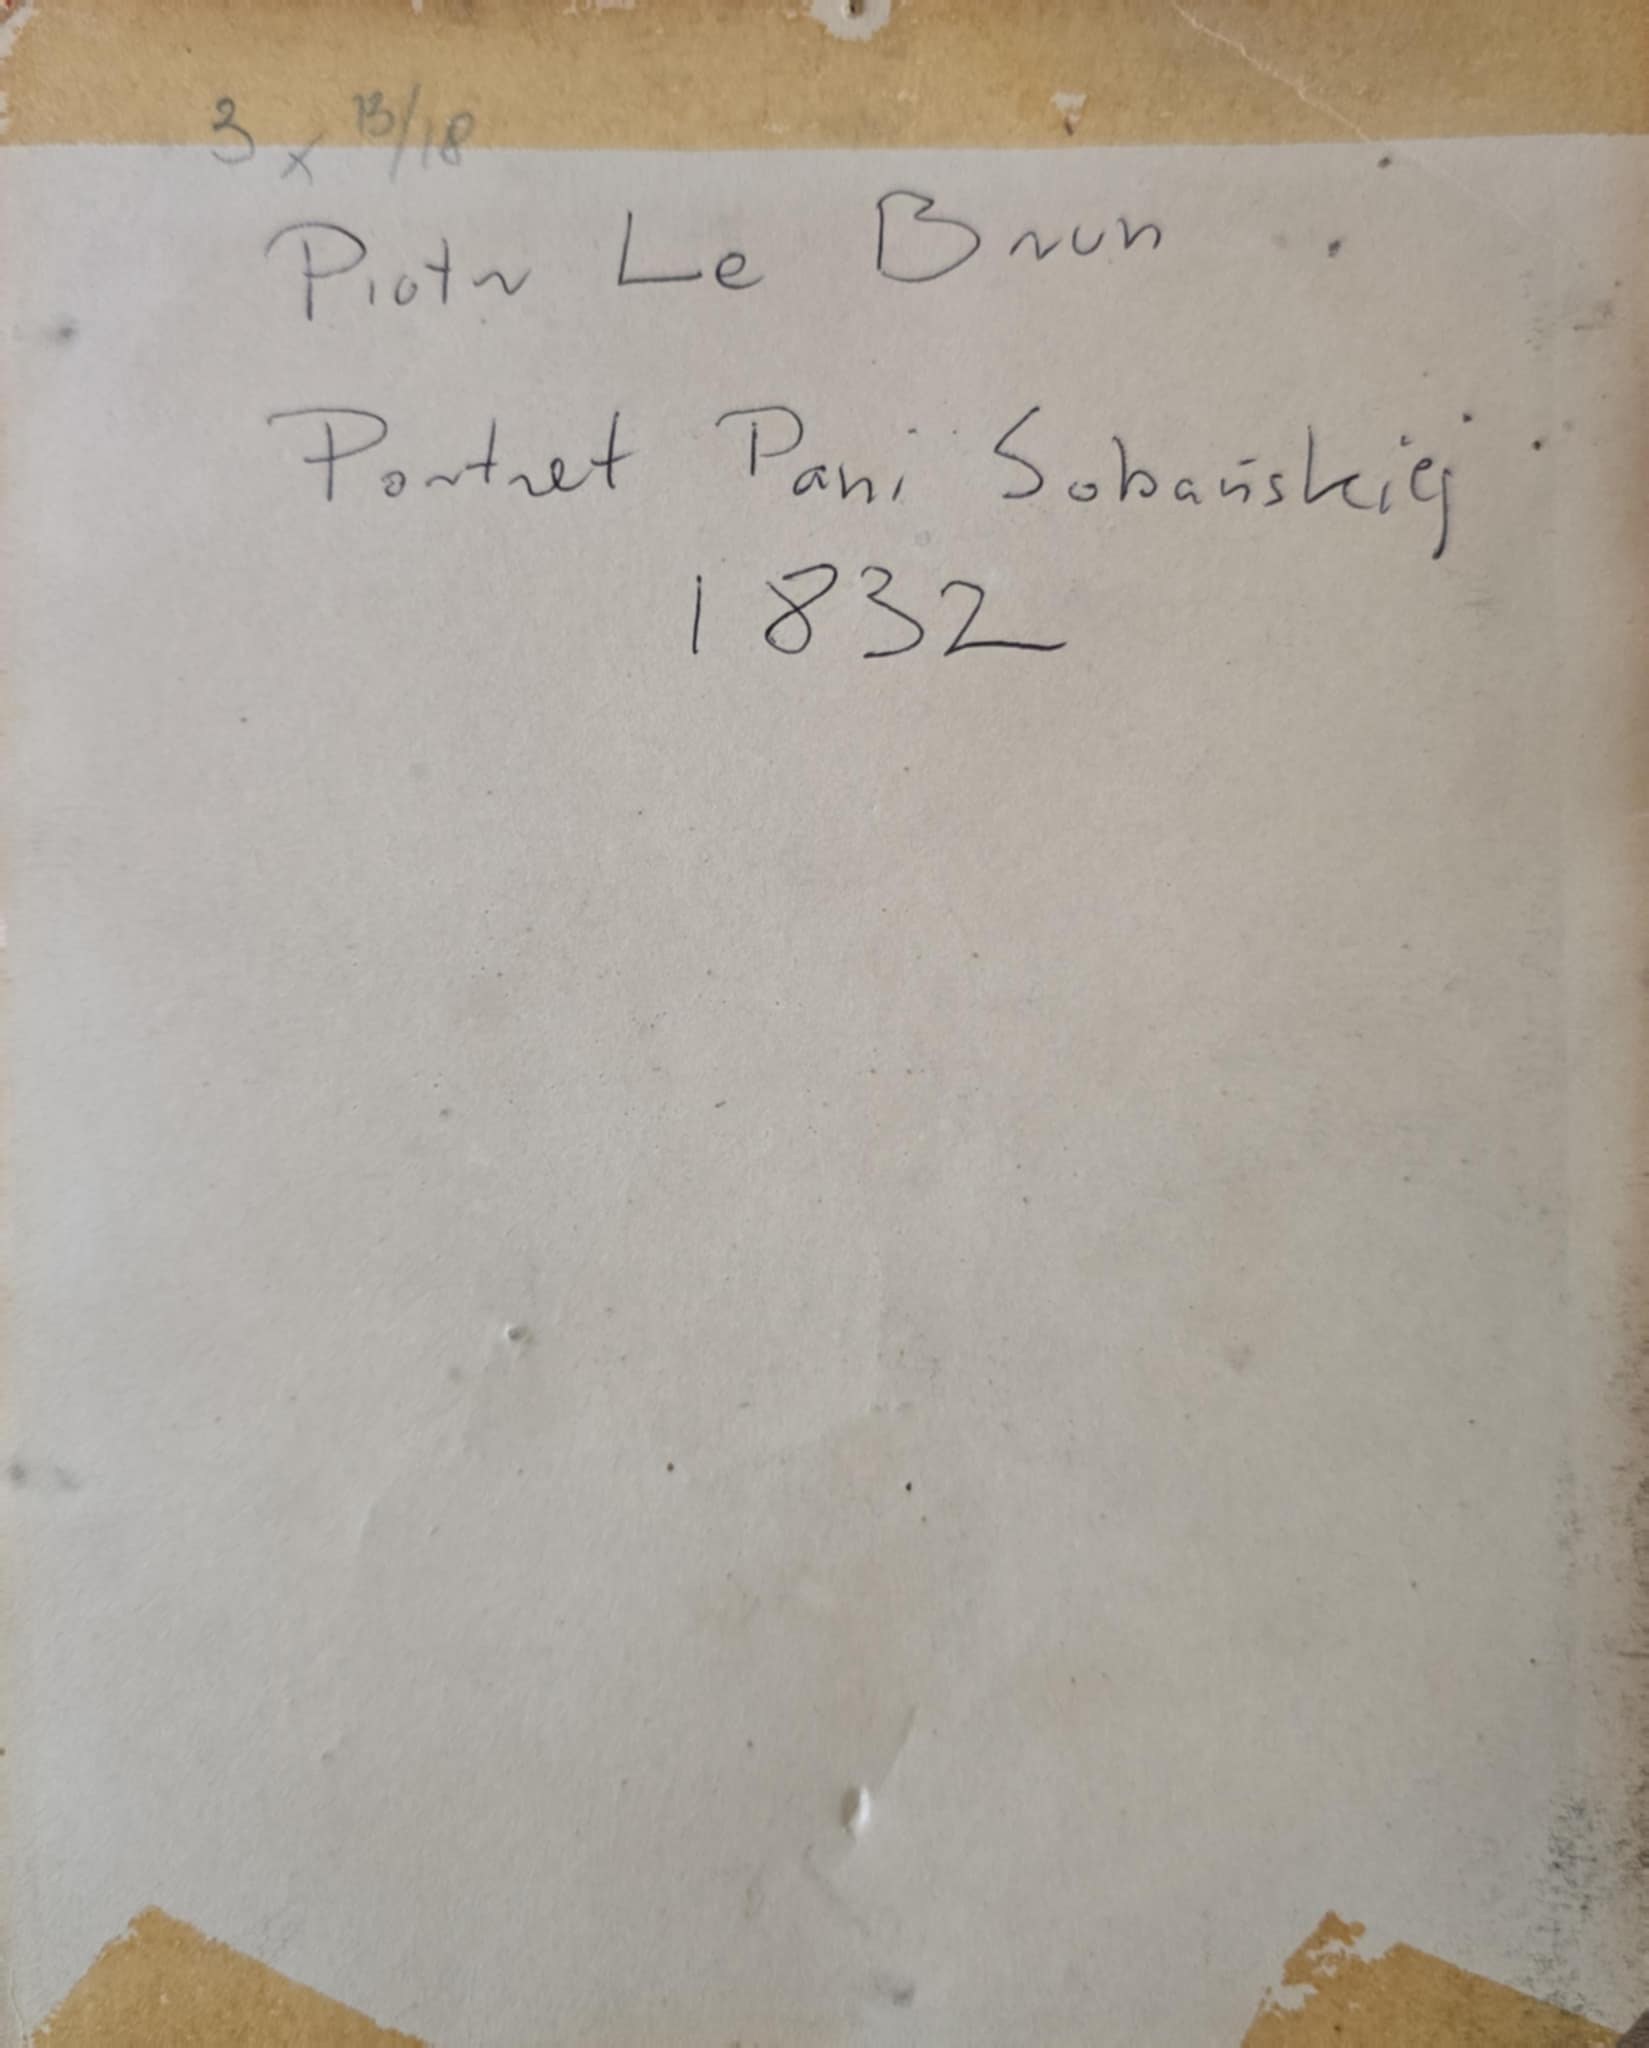 3 x 13/18
Piotr Le Brun
Portret Pani Sobańskiej
1832